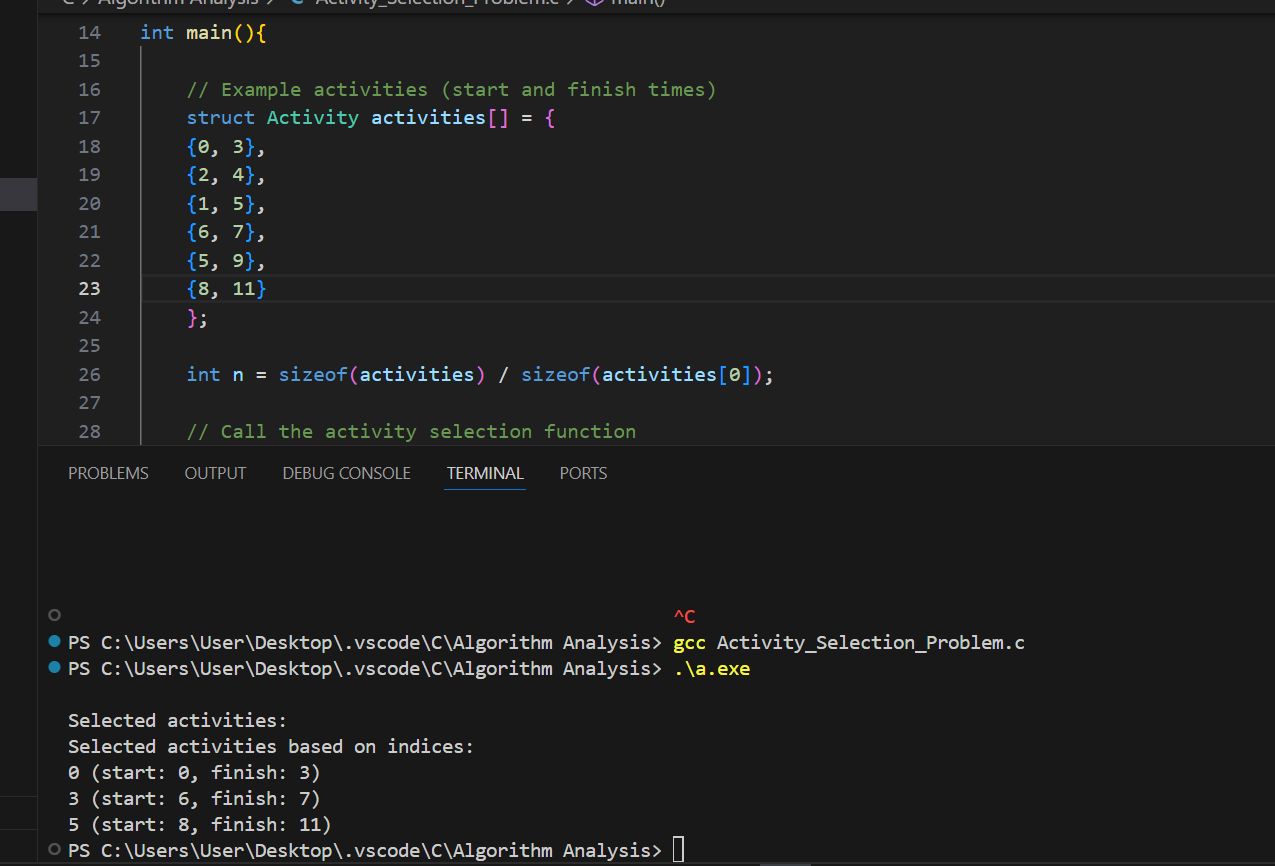 14 int main(){
15
16 // Example activities (start and finish times)
17 struct Activity activities[] = {
18 {0, 3},
19 {2, 4},
20 {1, 5},
21 {6, 7},
22 {5, 9},
23 {8, 11}
24 };
25
26 int n = sizeof(activities) / sizeof(activities[0]);
27
28 // Call the activity selection function
PROBLEMS OUTPUT DEBUG CONSOLE TERMINAL PORTS
^C
PS C:\Users\User\Desktop\.vscode\C\Algorithm Analysis> gcc Activity_Selection_Problem.c
PS C:\Users\User\Desktop\.vscode\C\Algorithm Analysis> .\a.exe
Selected activities:
Selected activities based on indices:
0 (start: 0, finish: 3)
3 (start: 6, finish: 7)
5 (start: 8, finish: 11)
PS C:\Users\User\Desktop\.vscode\C\Algorithm Analysis>